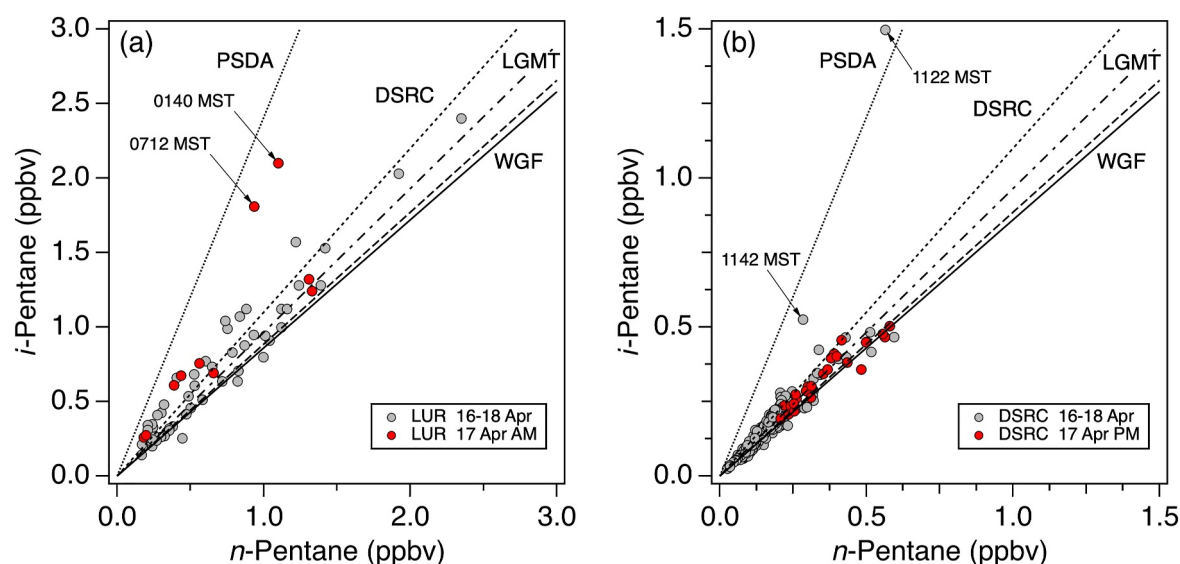 (a)
PSDA
LGMT
DSRC
WGF
0140 MST
0712 MST
3.0
2.5
2.0
1.5
1.0
0.5
0.0
i-Pentane (ppbv)
LUR 16-18 Apr
LUR 17 Apr AM
0.0
1.0
2.0
3.0
n-Pentane (ppbv)
(b)
PSDA
LGMT
DSRC
WGF
1122 MST
1142 MST
1.5
1.0
0.5
0.0
i-Pentane (ppbv)
DSRC 16-18 Apr
DSRC 17 Apr PM
0.0
0.5
1.0
1.5
n-Pentane (ppbv)